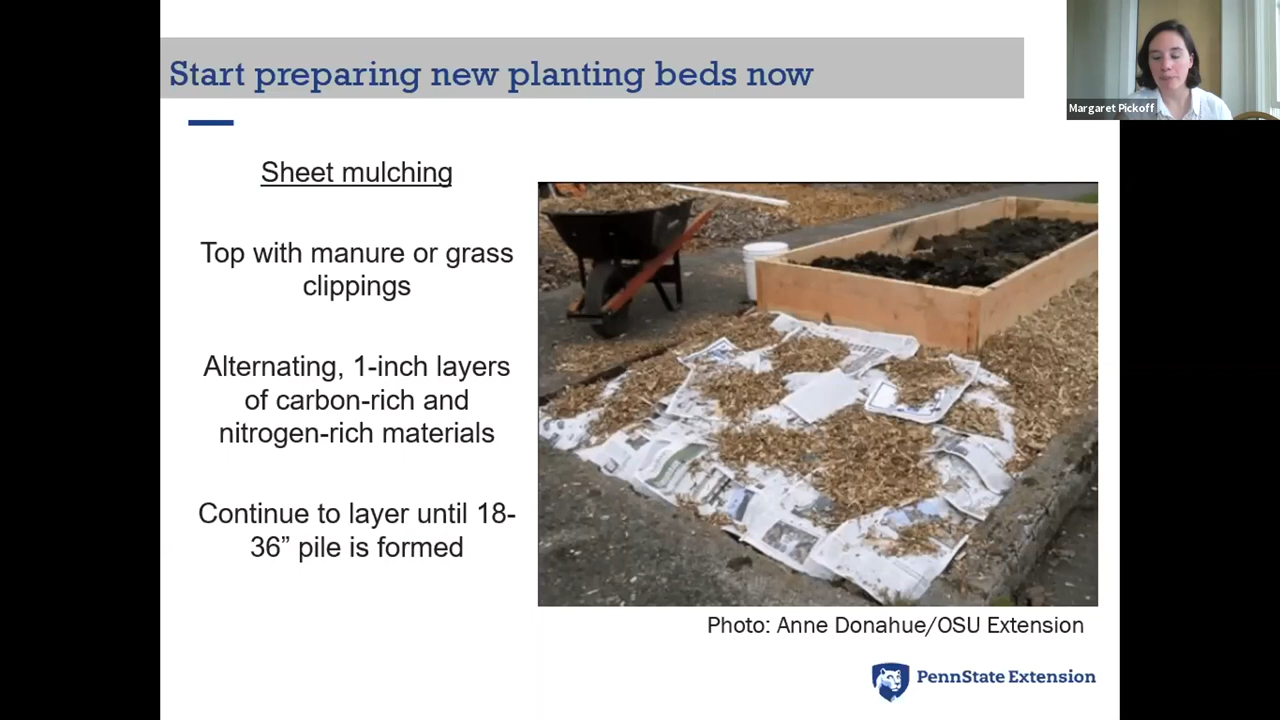 Start preparing new planting beds now
Margaret Pickoff
Sheet mulching
Top with manure or grass
clippings
Alternating, 1-inch layers
of carbon-rich and
nitrogen-rich materials
Continue to layer until 18-
36” pile is formed
Photo: Anne Donahue/OSU Extension
PennState Extension